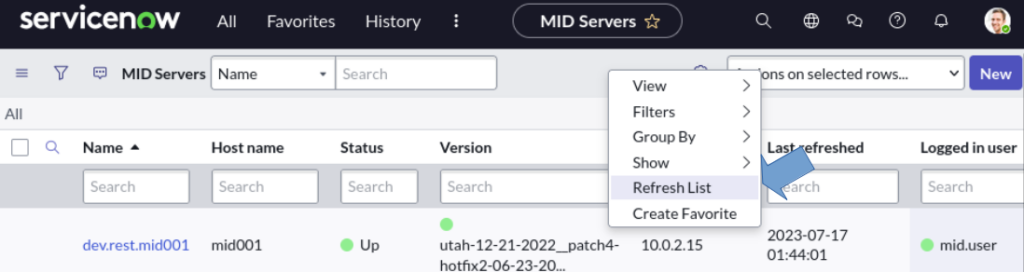 servicenow All Favorites History MID Servers
MID Servers Name Search on selected rows... New
All
View
Filters
Group By
Show
Refresh List
Create Favorite
Name Host name Status Version Last refreshed Logged in user
Search Search Search Search Search Search
dev.rest.mid001 mid001 Up utah-12-21-2022__patch4-hotfix2-06-23-20... 10.0.2.15 2023-07-17 01:44:01 mid.user